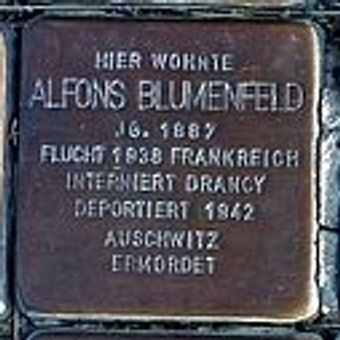 HIER WOHNTE
ALFONS BLUMENFELD
JG. 1887
FLUCHT 1938 FRANKREICH
INTERNIERT DRANCY
DEPORTIERT 1942
AUSCHWITZ
ERMORDET